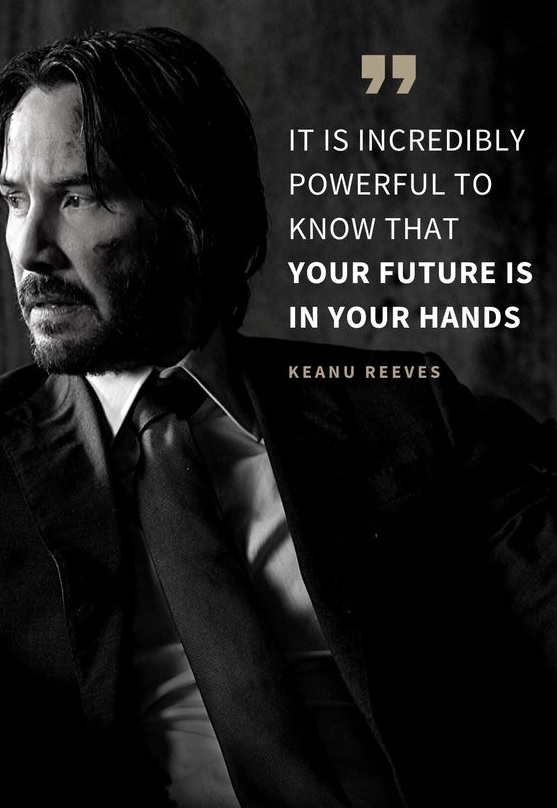 ”
IT IS INCREDIBLY
POWERFUL TO
KNOW THAT
YOUR FUTURE IS
IN YOUR HANDS
KEANU REEVES